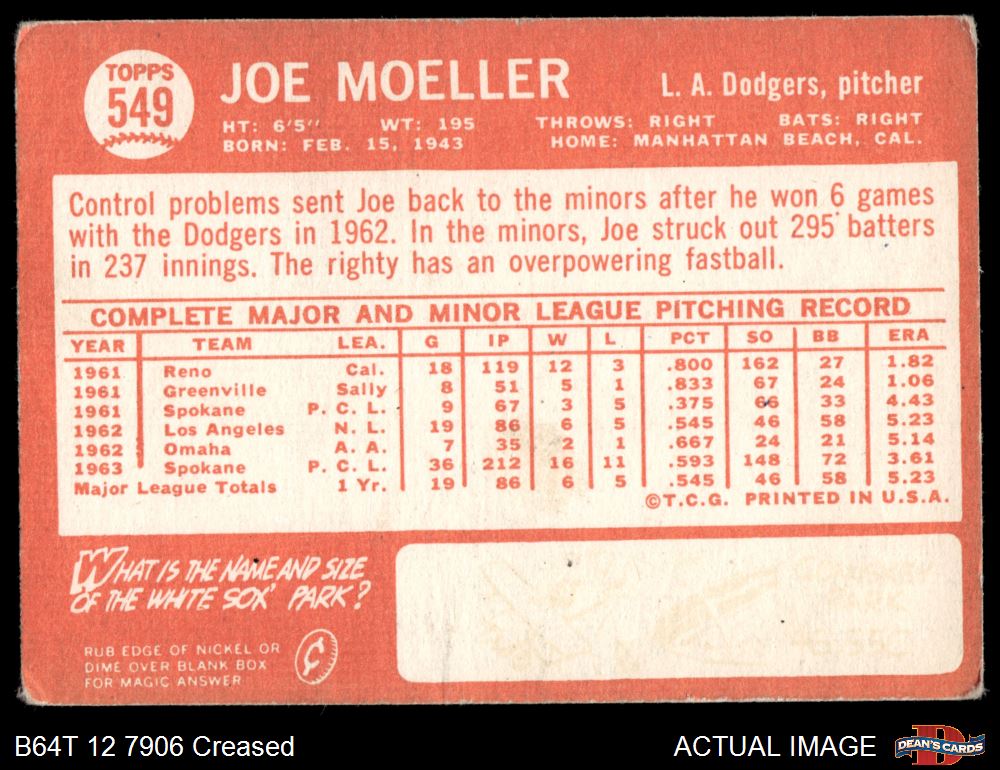 TOPPS
549
JOE MOELLER
L. A. Dodgers, pitcher
HT: 6'5" WT: 195 THROWS: RIGHT BATS: RIGHT
BORN: FEB. 15, 1943 HOME: MANHATTAN BEACH, CAL.
Control problems sent Joe back to the minors after he won 6 games
with the Dodgers in 1962. In the minors, Joe struck out 295 batters
in 237 innings. The righty has an overpowering fastball.
COMPLETE MAJOR AND MINOR LEAGUE PITCHING RECORD
YEAR TEAM LEA. G IP W L PCT SO BB ERA
1961 Reno Cal. 18 119 12 3 .800 162 27 1.82
1961 Greenville Sally 8 51 5 1 .833 67 24 1.06
1961 Spokane P. C. L. 9 67 3 5 .375 66 33 4.43
1962 Los Angeles N. L. 19 86 6 5 .545 46 58 5.23
1962 Omaha A. A. 7 35 2 1 .667 24 21 5.14
1963 Spokane P. C. L. 36 212 16 11 .593 148 72 3.61
Major League Totals 1 Yr. 19 86 6 5 .545 46 58 5.23
©T.C.G. PRINTED IN U.S.A.
WHAT IS THE NAME AND SIZE
OF THE WHITE SOX' PARK?
RUB EDGE OF NICKEL OR
DIME OVER BLANK BOX
FOR MAGIC ANSWER
¢
B64T 12 7906 Creased
ACTUAL IMAGE
DEAN'S CARDS